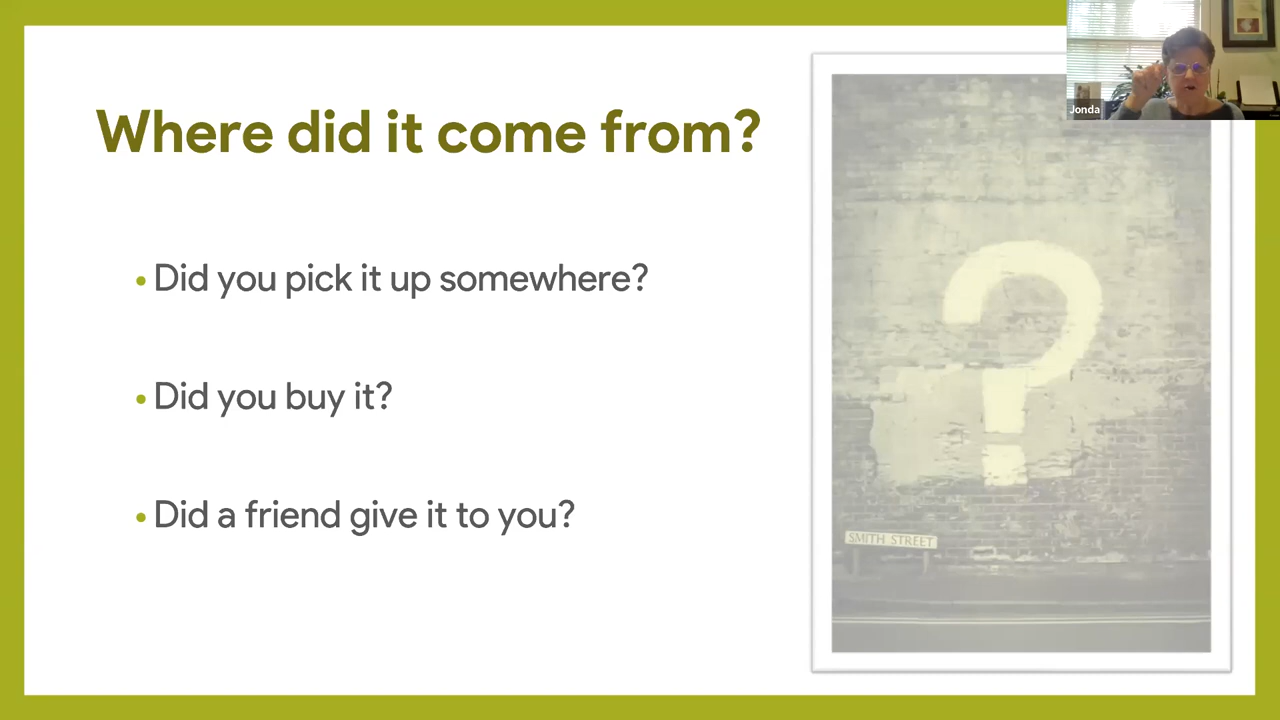 Where did it come from?
• Did you pick it up somewhere?
• Did you buy it?
• Did a friend give it to you?
SMITH STREET
Jonda